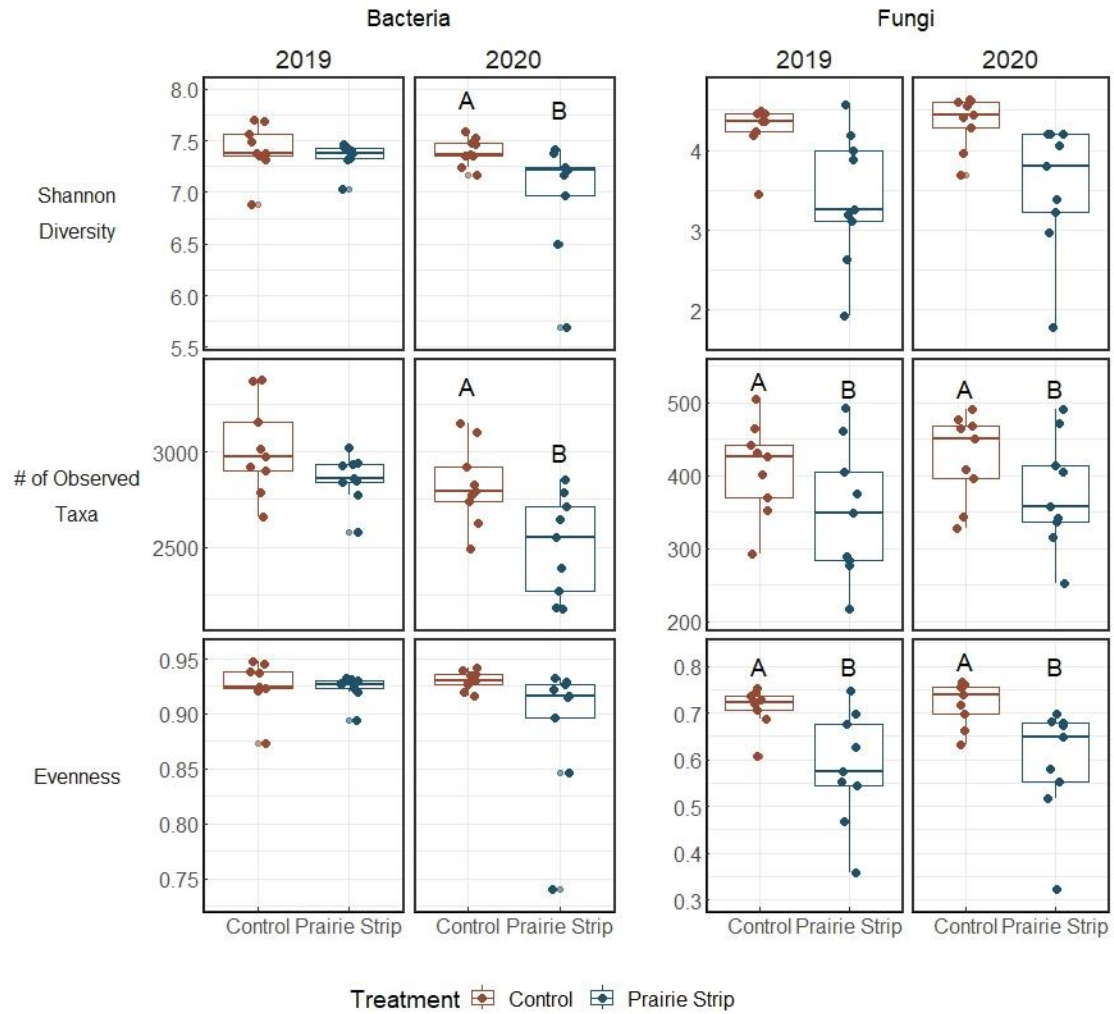 Bacteria Fungi
2019 2020 2019 2020
Shannon
Diversity
8.0
7.5
7.0
6.5
6.0
5.5
A B
4
3
2
# of Observed
Taxa
3000
2500
A B
500
400
300
200
A B A B
Evenness
0.95
0.90
0.85
0.80
0.75
0.8
0.7
0.6
0.5
0.4
0.3
A B A B
Control Prairie Strip Control Prairie Strip Control Prairie Strip Control Prairie Strip
Treatment Control Prairie Strip